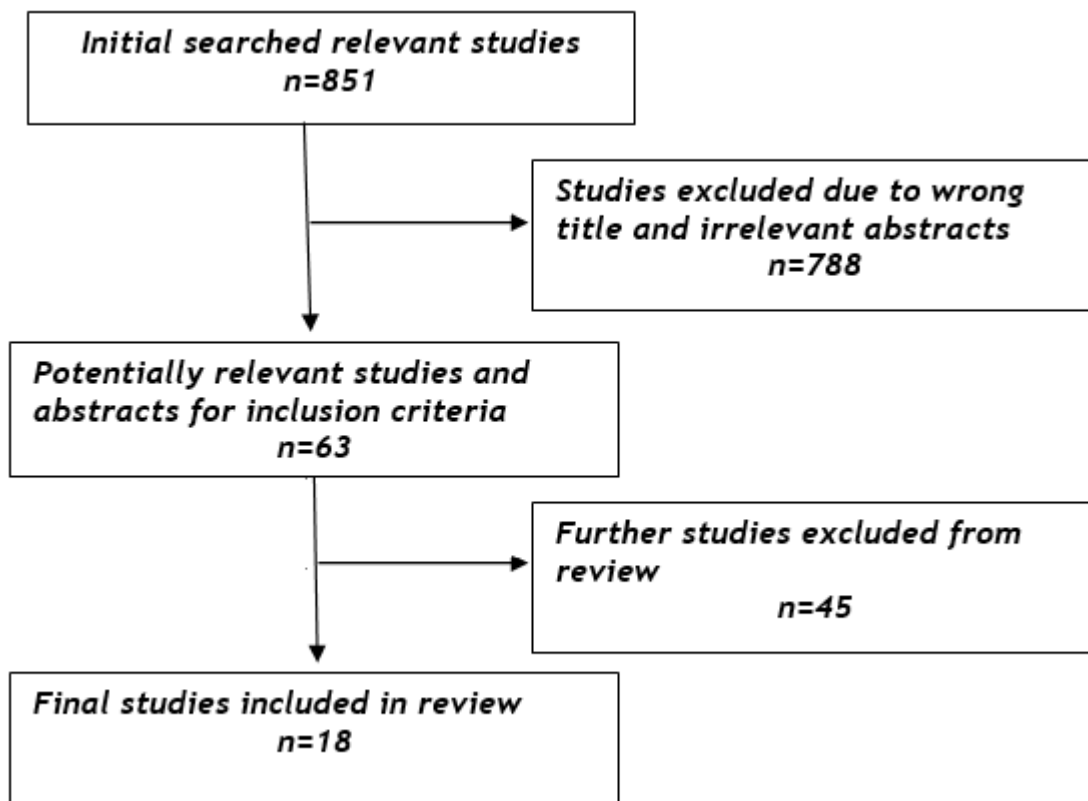 Initial searched relevant studies
n=851
Studies excluded due to wrong
title and irrelevant abstracts
n=788
Potentially relevant studies and
abstracts for inclusion criteria
n=63
Further studies excluded from
review
n=45
Final studies included in review
n=18